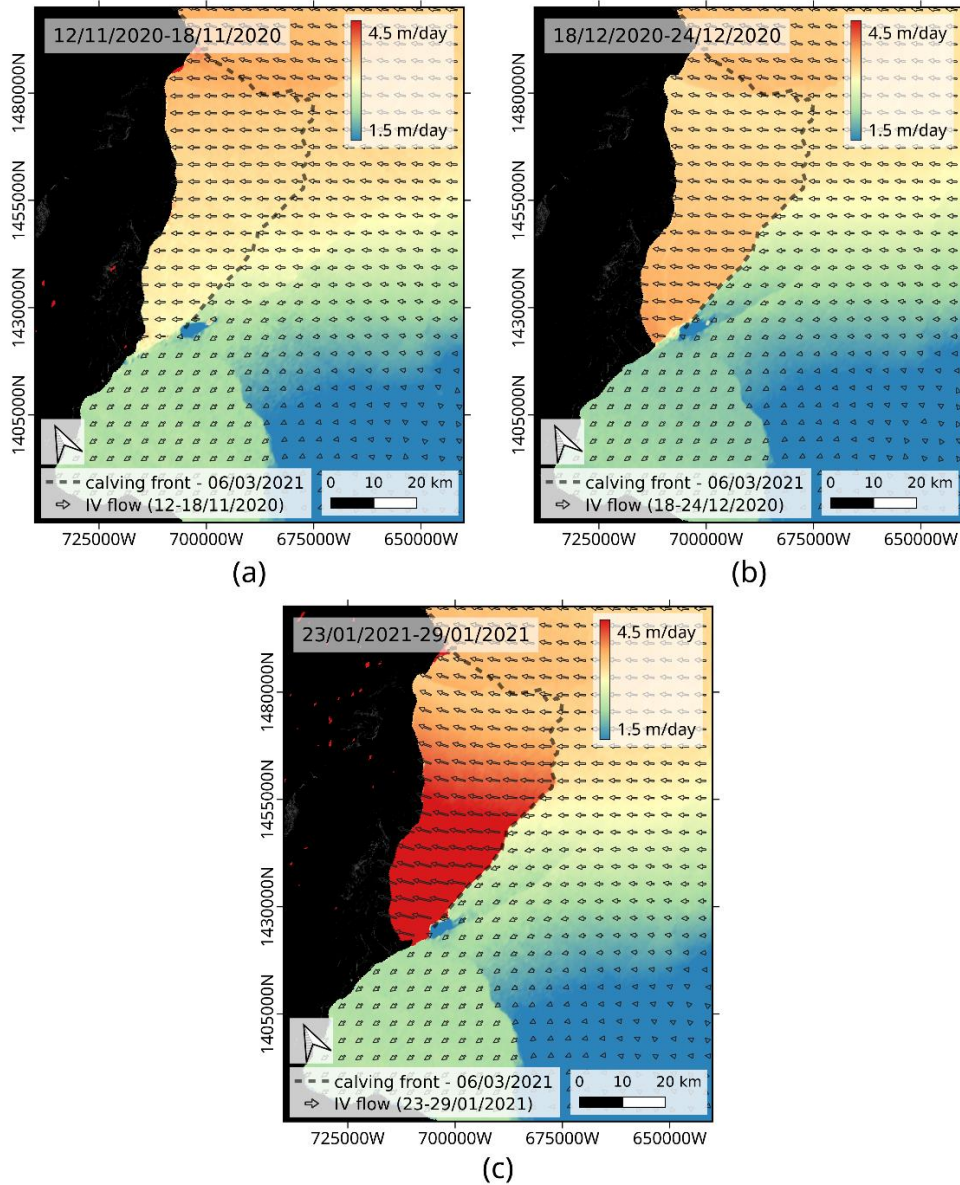 12/11/2020-18/11/2020
4.5 m/day
1.5 m/day
1480000N
1455000N
1430000N
1405000N
calving front - 06/03/2021
IV flow (12-18/11/2020)
0 10 20 km
725000W 700000W 675000W 650000W
(a)
18/12/2020-24/12/2020
4.5 m/day
1.5 m/day
1480000N
1455000N
1430000N
1405000N
calving front - 06/03/2021
IV flow (18-24/12/2020)
0 10 20 km
725000W 700000W 675000W 650000W
(b)
23/01/2021-29/01/2021
4.5 m/day
1.5 m/day
1480000N
1455000N
1430000N
1405000N
calving front - 06/03/2021
IV flow (23-29/01/2021)
0 10 20 km
725000W 700000W 675000W 650000W
(c)